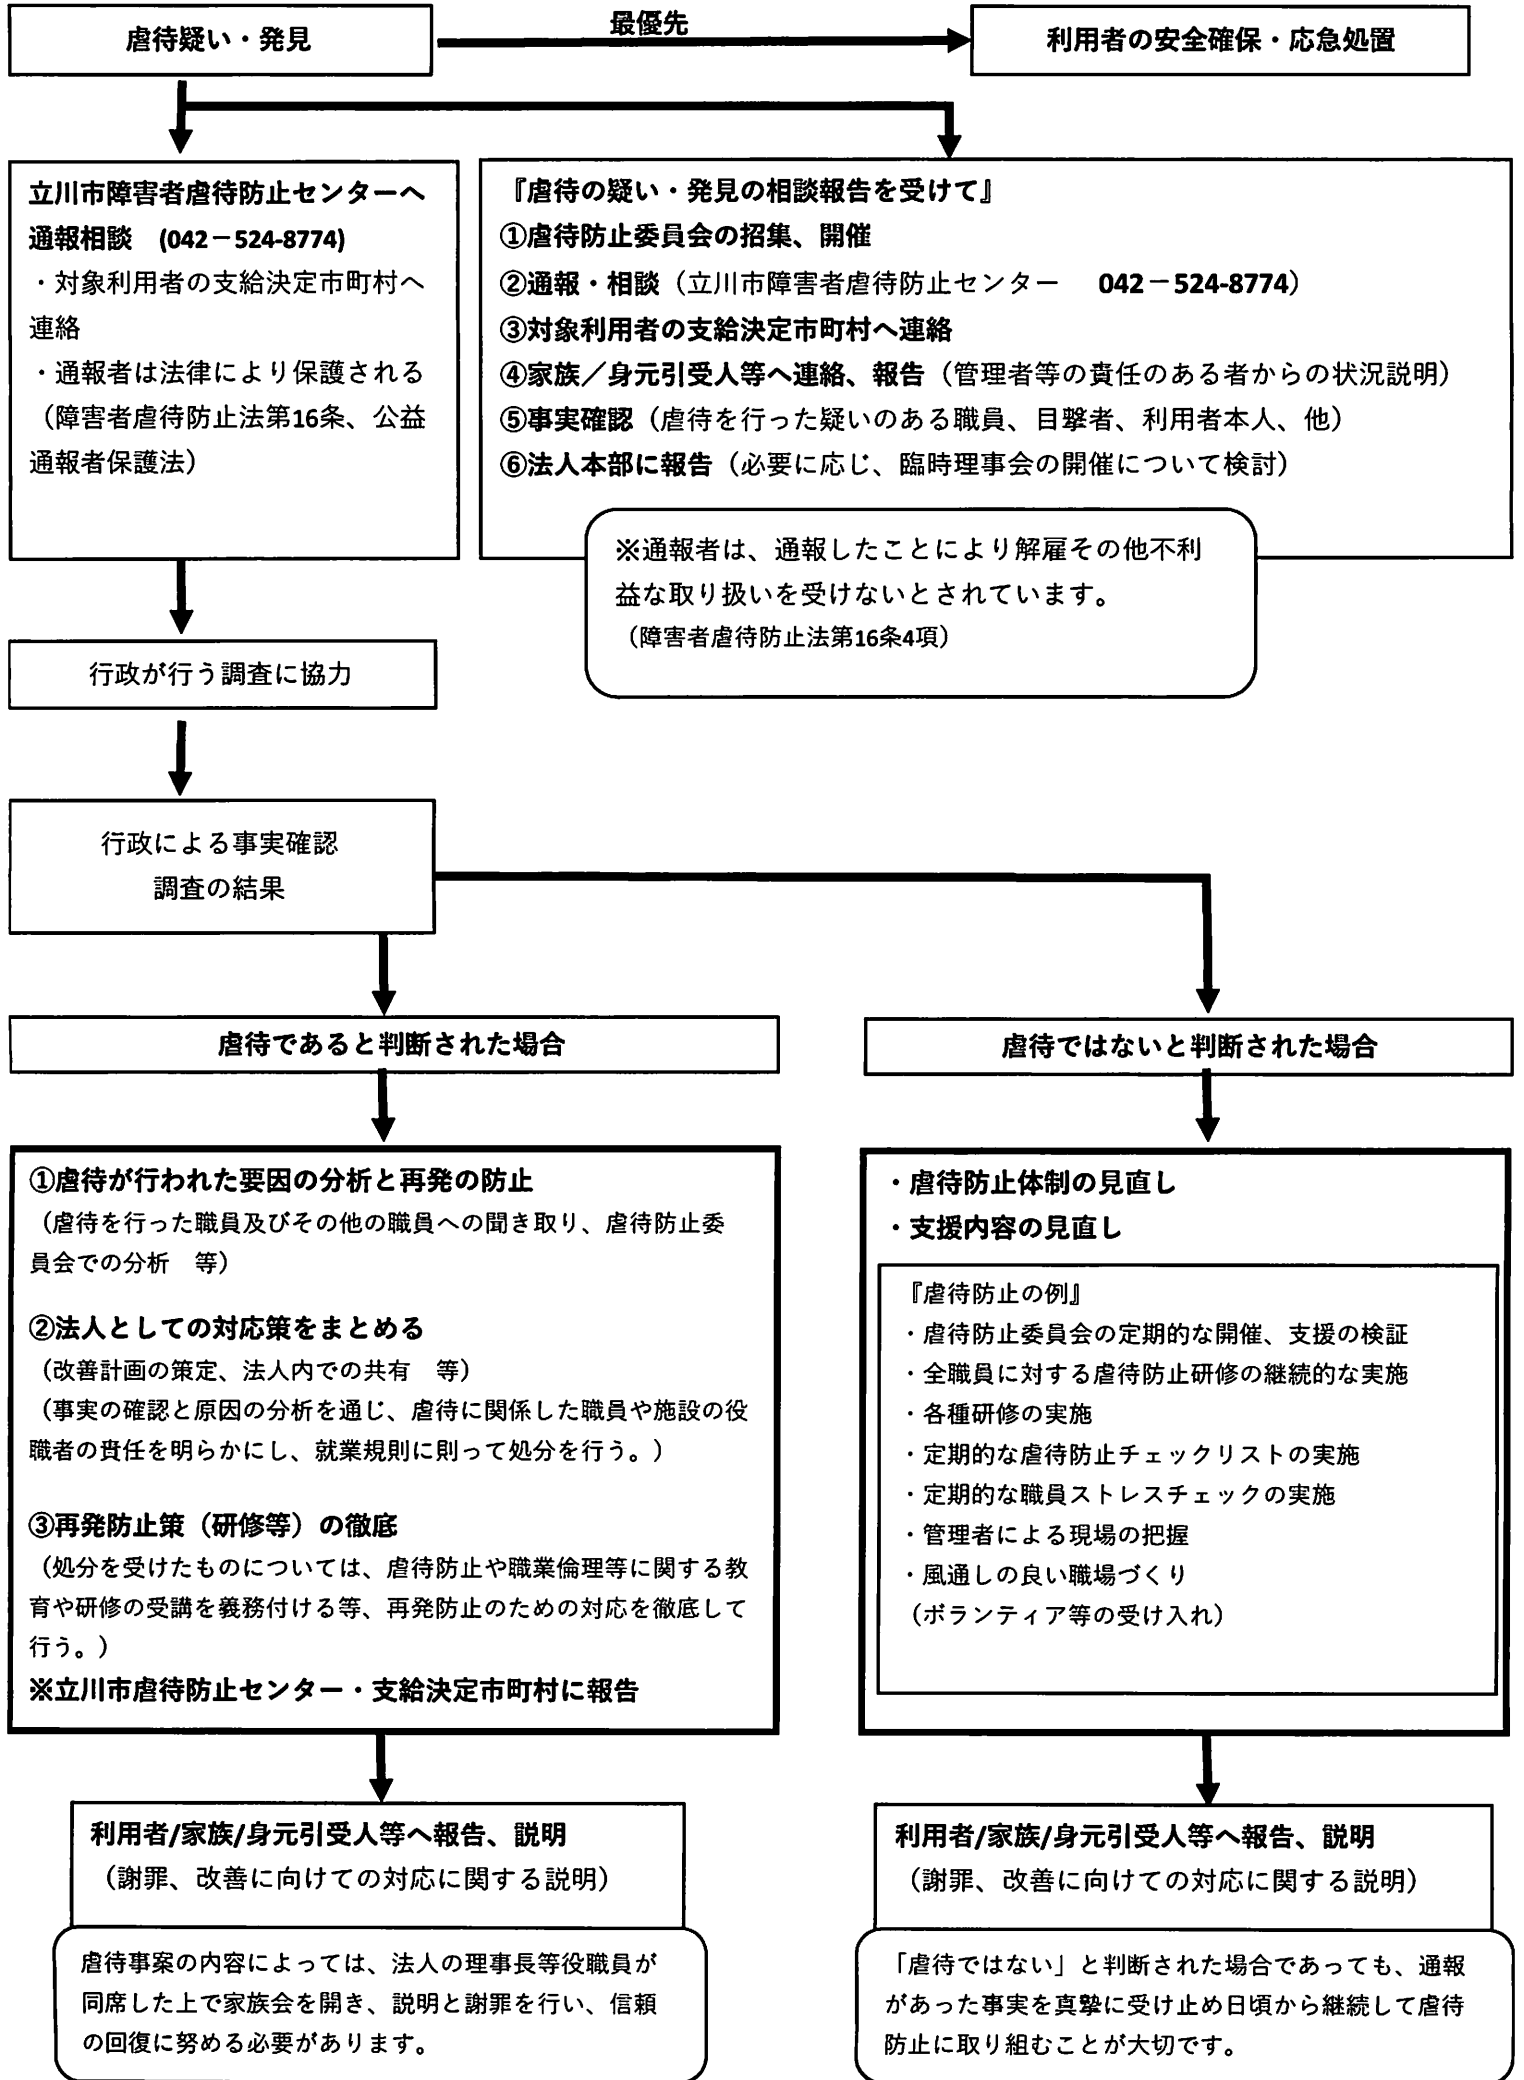 虐待疑い・発見
最優先
利用者の安全確保・応急処置
立川市障害者虐待防止センターへ
通報相談　(042－524-8774)
・対象利用者の支給決定市町村へ
連絡
・通報者は法律により保護される
（障害者虐待防止法第16条、公益
通報者保護法）
『虐待の疑い・発見の相談報告を受けて』
①虐待防止委員会の招集、開催
②通報・相談（立川市障害者虐待防止センター　042－524-8774）
③対象利用者の支給決定市町村へ連絡
④家族／身元引受人等へ連絡、報告（管理者等の責任のある者からの状況説明）
⑤事実確認（虐待を行った疑いのある職員、目撃者、利用者本人、他）
⑥法人本部に報告（必要に応じ、臨時理事会の開催について検討）
※通報者は、通報したことにより解雇その他不利
益な取り扱いを受けないとされています。
（障害者虐待防止法第16条4項）
行政が行う調査に協力
行政による事実確認
調査の結果
虐待であると判断された場合
虐待ではないと判断された場合
①虐待が行われた要因の分析と再発の防止
（虐待を行った職員及びその他の職員への聞き取り、虐待防止委
員会での分析　等）
②法人としての対応策をまとめる
（改善計画の策定、法人内での共有　等）
（事実の確認と原因の分析を通じ、虐待に関係した職員や施設の役
職者の責任を明らかにし、就業規則に則って処分を行う。）
③再発防止策（研修等）の徹底
（処分を受けたものについては、虐待防止や職業倫理等に関する教
育や研修の受講を義務付ける等、再発防止のための対応を徹底して
行う。）
※立川市虐待防止センター・支給決定市町村に報告
・虐待防止体制の見直し
・支援内容の見直し
『虐待防止の例』
・虐待防止委員会の定期的な開催、支援の検証
・全職員に対する虐待防止研修の継続的な実施
・各種研修の実施
・定期的な虐待防止チェックリストの実施
・定期的な職員ストレスチェックの実施
・管理者による現場の把握
・風通しの良い職場づくり
（ボランティア等の受け入れ）
利用者/家族/身元引受人等へ報告、説明
（謝罪、改善に向けての対応に関する説明）
虐待事案の内容によっては、法人の理事長等役職員が
同席した上で家族会を開き、説明と謝罪を行い、信頼
の回復に努める必要があります。
利用者/家族/身元引受人等へ報告、説明
（謝罪、改善に向けての対応に関する説明）
「虐待ではない」と判断された場合であっても、通報
があった事実を真摯に受け止め日頃から継続して虐待
防止に取り組むことが大切です。